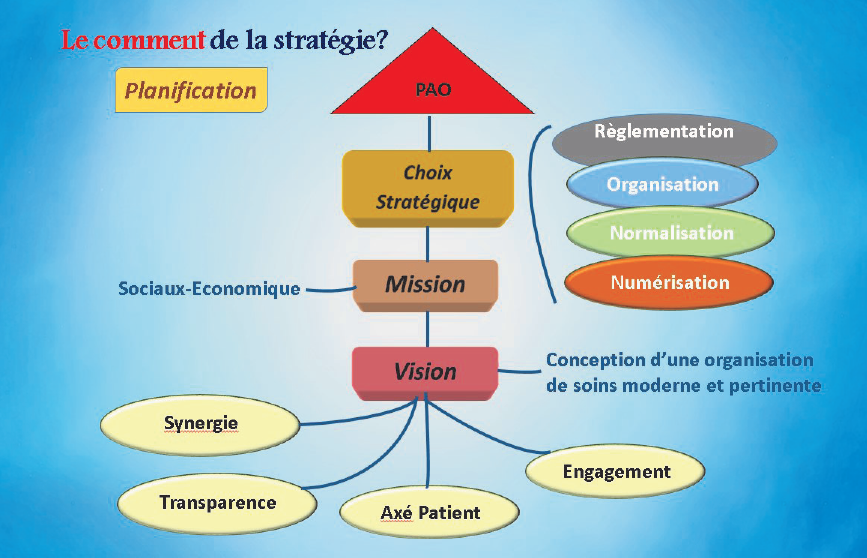 Le comment de la stratégie?
Planification
PAO
Choix
Stratégique
Règlementation
Organisation
Normalisation
Numérisation
Sociaux-Economique
Mission
Vision
Conception d’une organisation
de soins moderne et pertinente
Synergie
Transparence
Axé Patient
Engagement